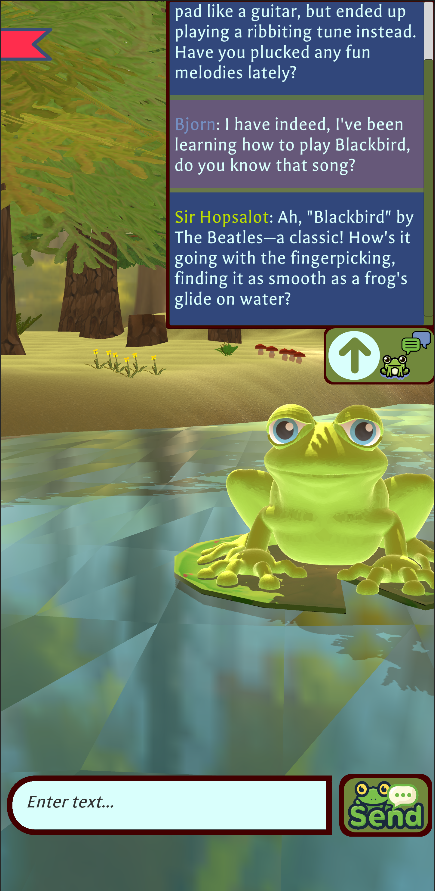 pad like a guitar, but ended up
playing a ribbiting tune instead.
Have you plucked any fun
melodies lately?
Bjorn: I have indeed, I've been
learning how to play Blackbird,
do you know that song?
Sir Hopsalot: Ah, "Blackbird" by
The Beatles—a classic! How's it
going with the fingerpicking,
finding it as smooth as a frog's
glide on water?
Enter text...
Send